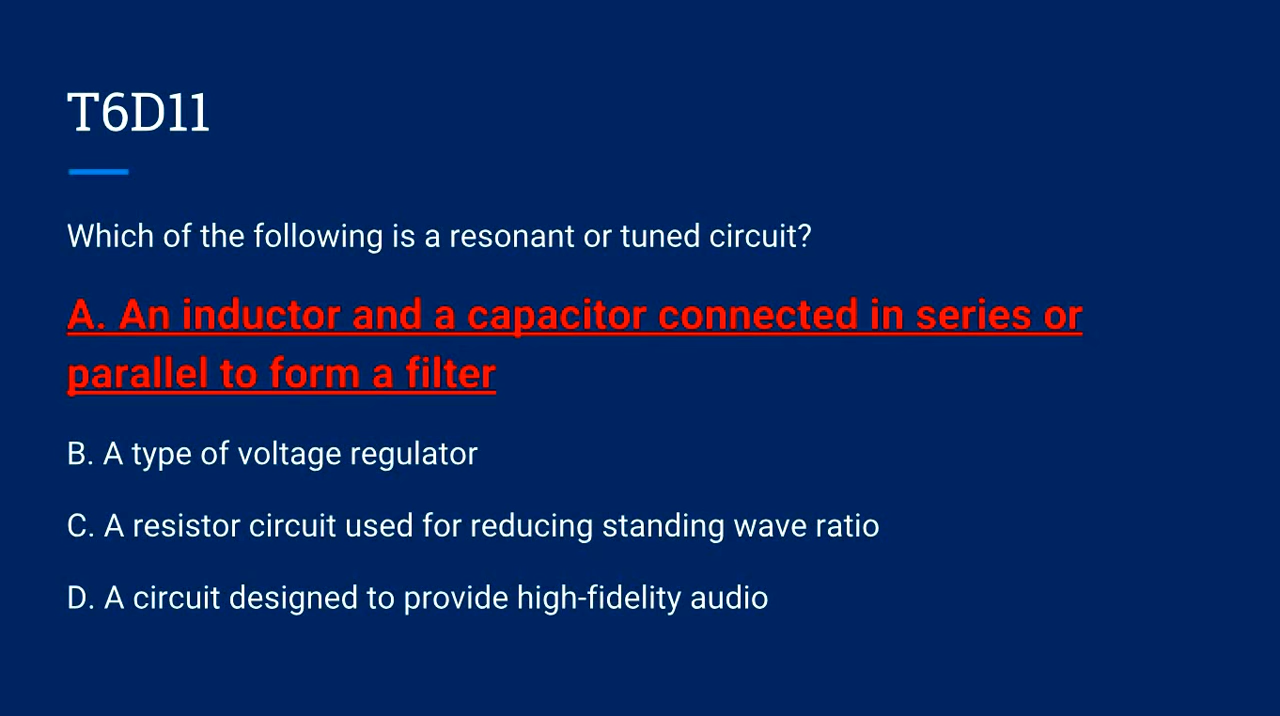 T6D11
Which of the following is a resonant or tuned circuit?
A. An inductor and a capacitor connected in series or
parallel to form a filter
B. A type of voltage regulator
C. A resistor circuit used for reducing standing wave ratio
D. A circuit designed to provide high-fidelity audio